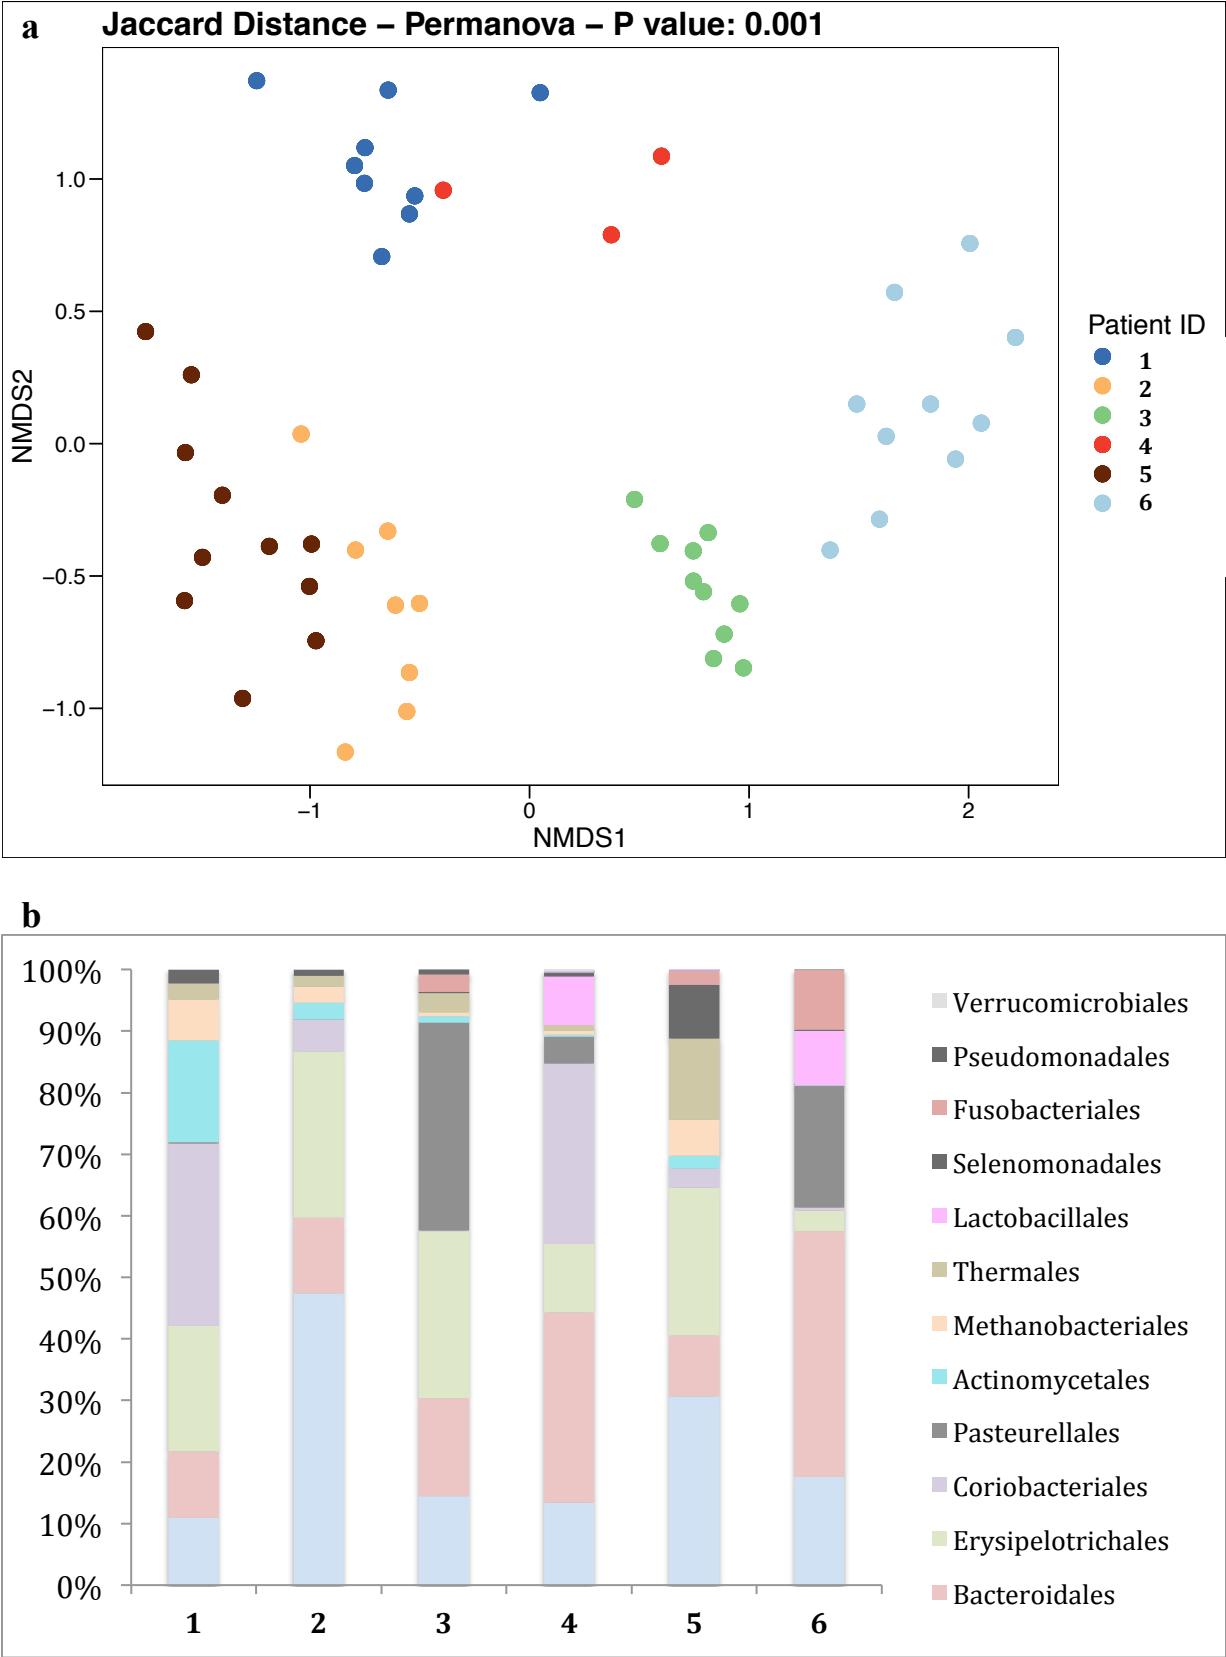 a
Jaccard Distance – Permanova – P value: 0.001
1.0
0.5
0.0
−0.5
−1.0
NMDS2
−1
0
1
2
NMDS1
Patient ID
1
2
3
4
5
6
b
100%
90%
80%
70%
60%
50%
40%
30%
20%
10%
0%
1
2
3
4
5
6
Verrucomicrobiales
Pseudomonadales
Fusobacteriales
Selenomonadales
Lactobacillales
Thermales
Methanobacteriales
Actinomycetales
Pasteurellales
Coriobacteriales
Erysipelotrichales
Bacteroidales